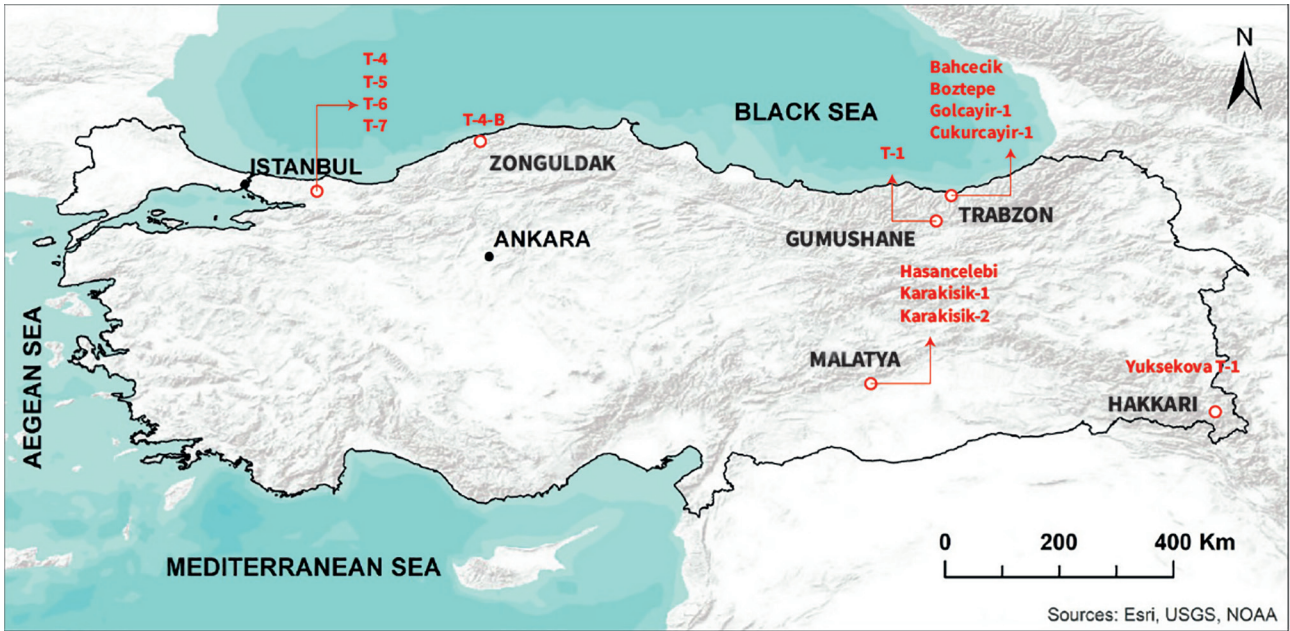 T-4
T-5
T-6
T-7
T-4-B
ISTANBUL
ZONGULDAK
ANKARA
BLACK SEA
Bahcecik
Boztepe
Golcayir-1
Cukurcayir-1
N
T-1
TRABZON
GUMUSHANE
Hasancelebi
Karakisik-1
Karakisik-2
MALATYA
Yuksekova T-1
HAKKARI
AEGEAN SEA
MEDITERRANEAN SEA
0 200 400 Km
Sources: Esri, USGS, NOAA